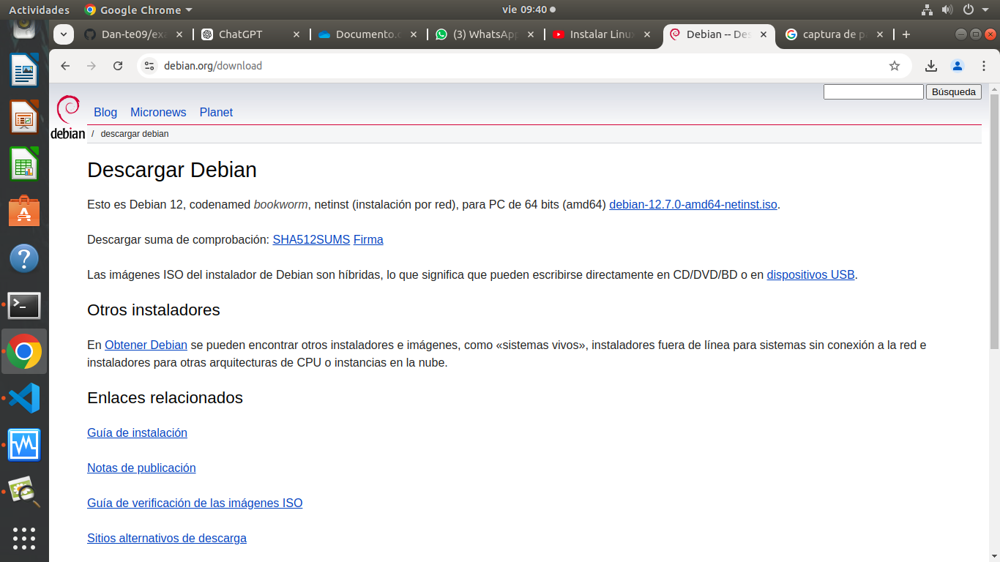 Actividades Google Chrome vie 09:40
Dan-te09/exa ChatGPT Documento.c (3) WhatsApp Instalar Linux Debian -- Des captura de pa
debian.org/download
Búsqueda
Blog Micronews Planet
debian / descargar debian
Descargar Debian
Esto es Debian 12, codenamed bookworm, netinst (instalación por red), para PC de 64 bits (amd64) debian-12.7.0-amd64-netinst.iso.
Descargar suma de comprobación: SHA512SUMS Firma
Las imágenes ISO del instalador de Debian son híbridas, lo que significa que pueden escribirse directamente en CD/DVD/BD o en dispositivos USB.
Otros instaladores
En Obtener Debian se pueden encontrar otros instaladores e imágenes, como «sistemas vivos», instaladores fuera de línea para sistemas sin conexión a la red e
instaladores para otras arquitecturas de CPU o instancias en la nube.
Enlaces relacionados
Guía de instalación
Notas de publicación
Guía de verificación de las imágenes ISO
Sitios alternativos de descarga